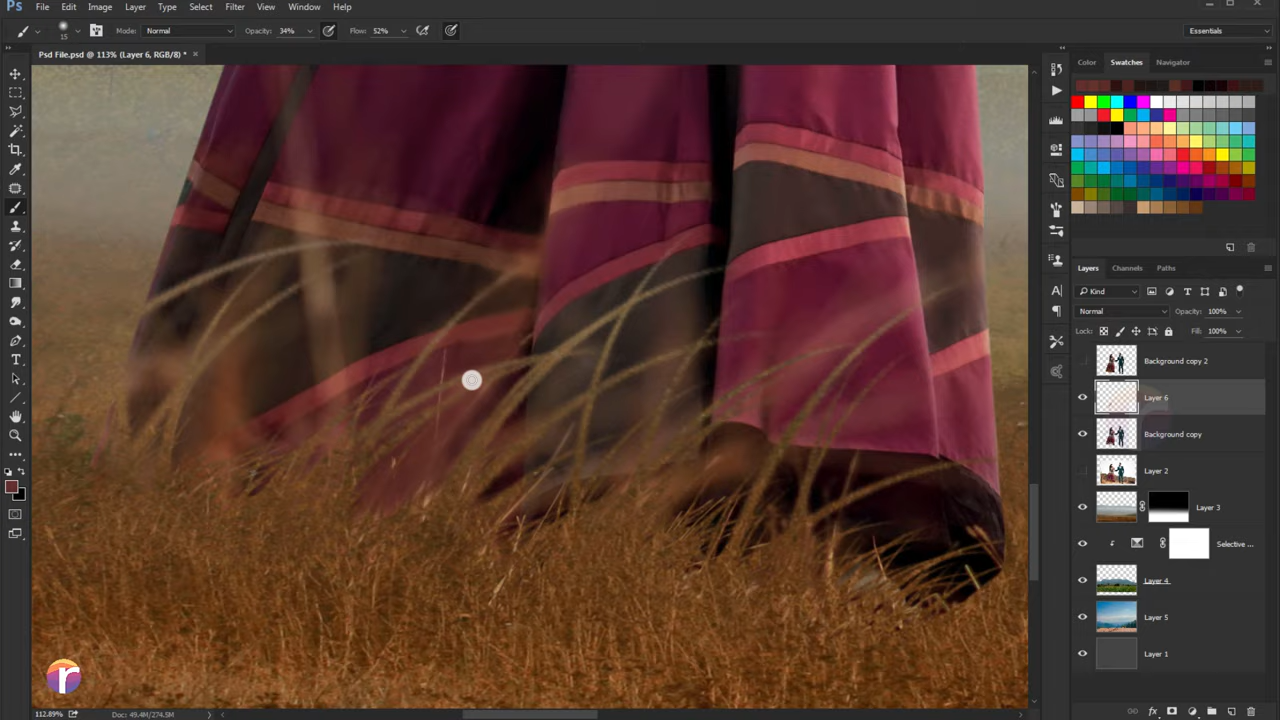 Ps File Edit Image Layer Type Select Filter View Window Help
15 Mode: Normal Opacity: 34% Flow: 52% Essentials
Psd File.psd @ 113% (Layer 6, RGB/8) * ×
Color Swatches Navigator
Layers Channels Paths
Kind
Normal Opacity: 100%
Lock: Fill: 100%
Background copy 2
Layer 6
Background copy
Layer 2
Layer 3
Selective ...
Layer 4
Layer 5
Layer 1
r
112.89% Doc: 49.4M/274.5M